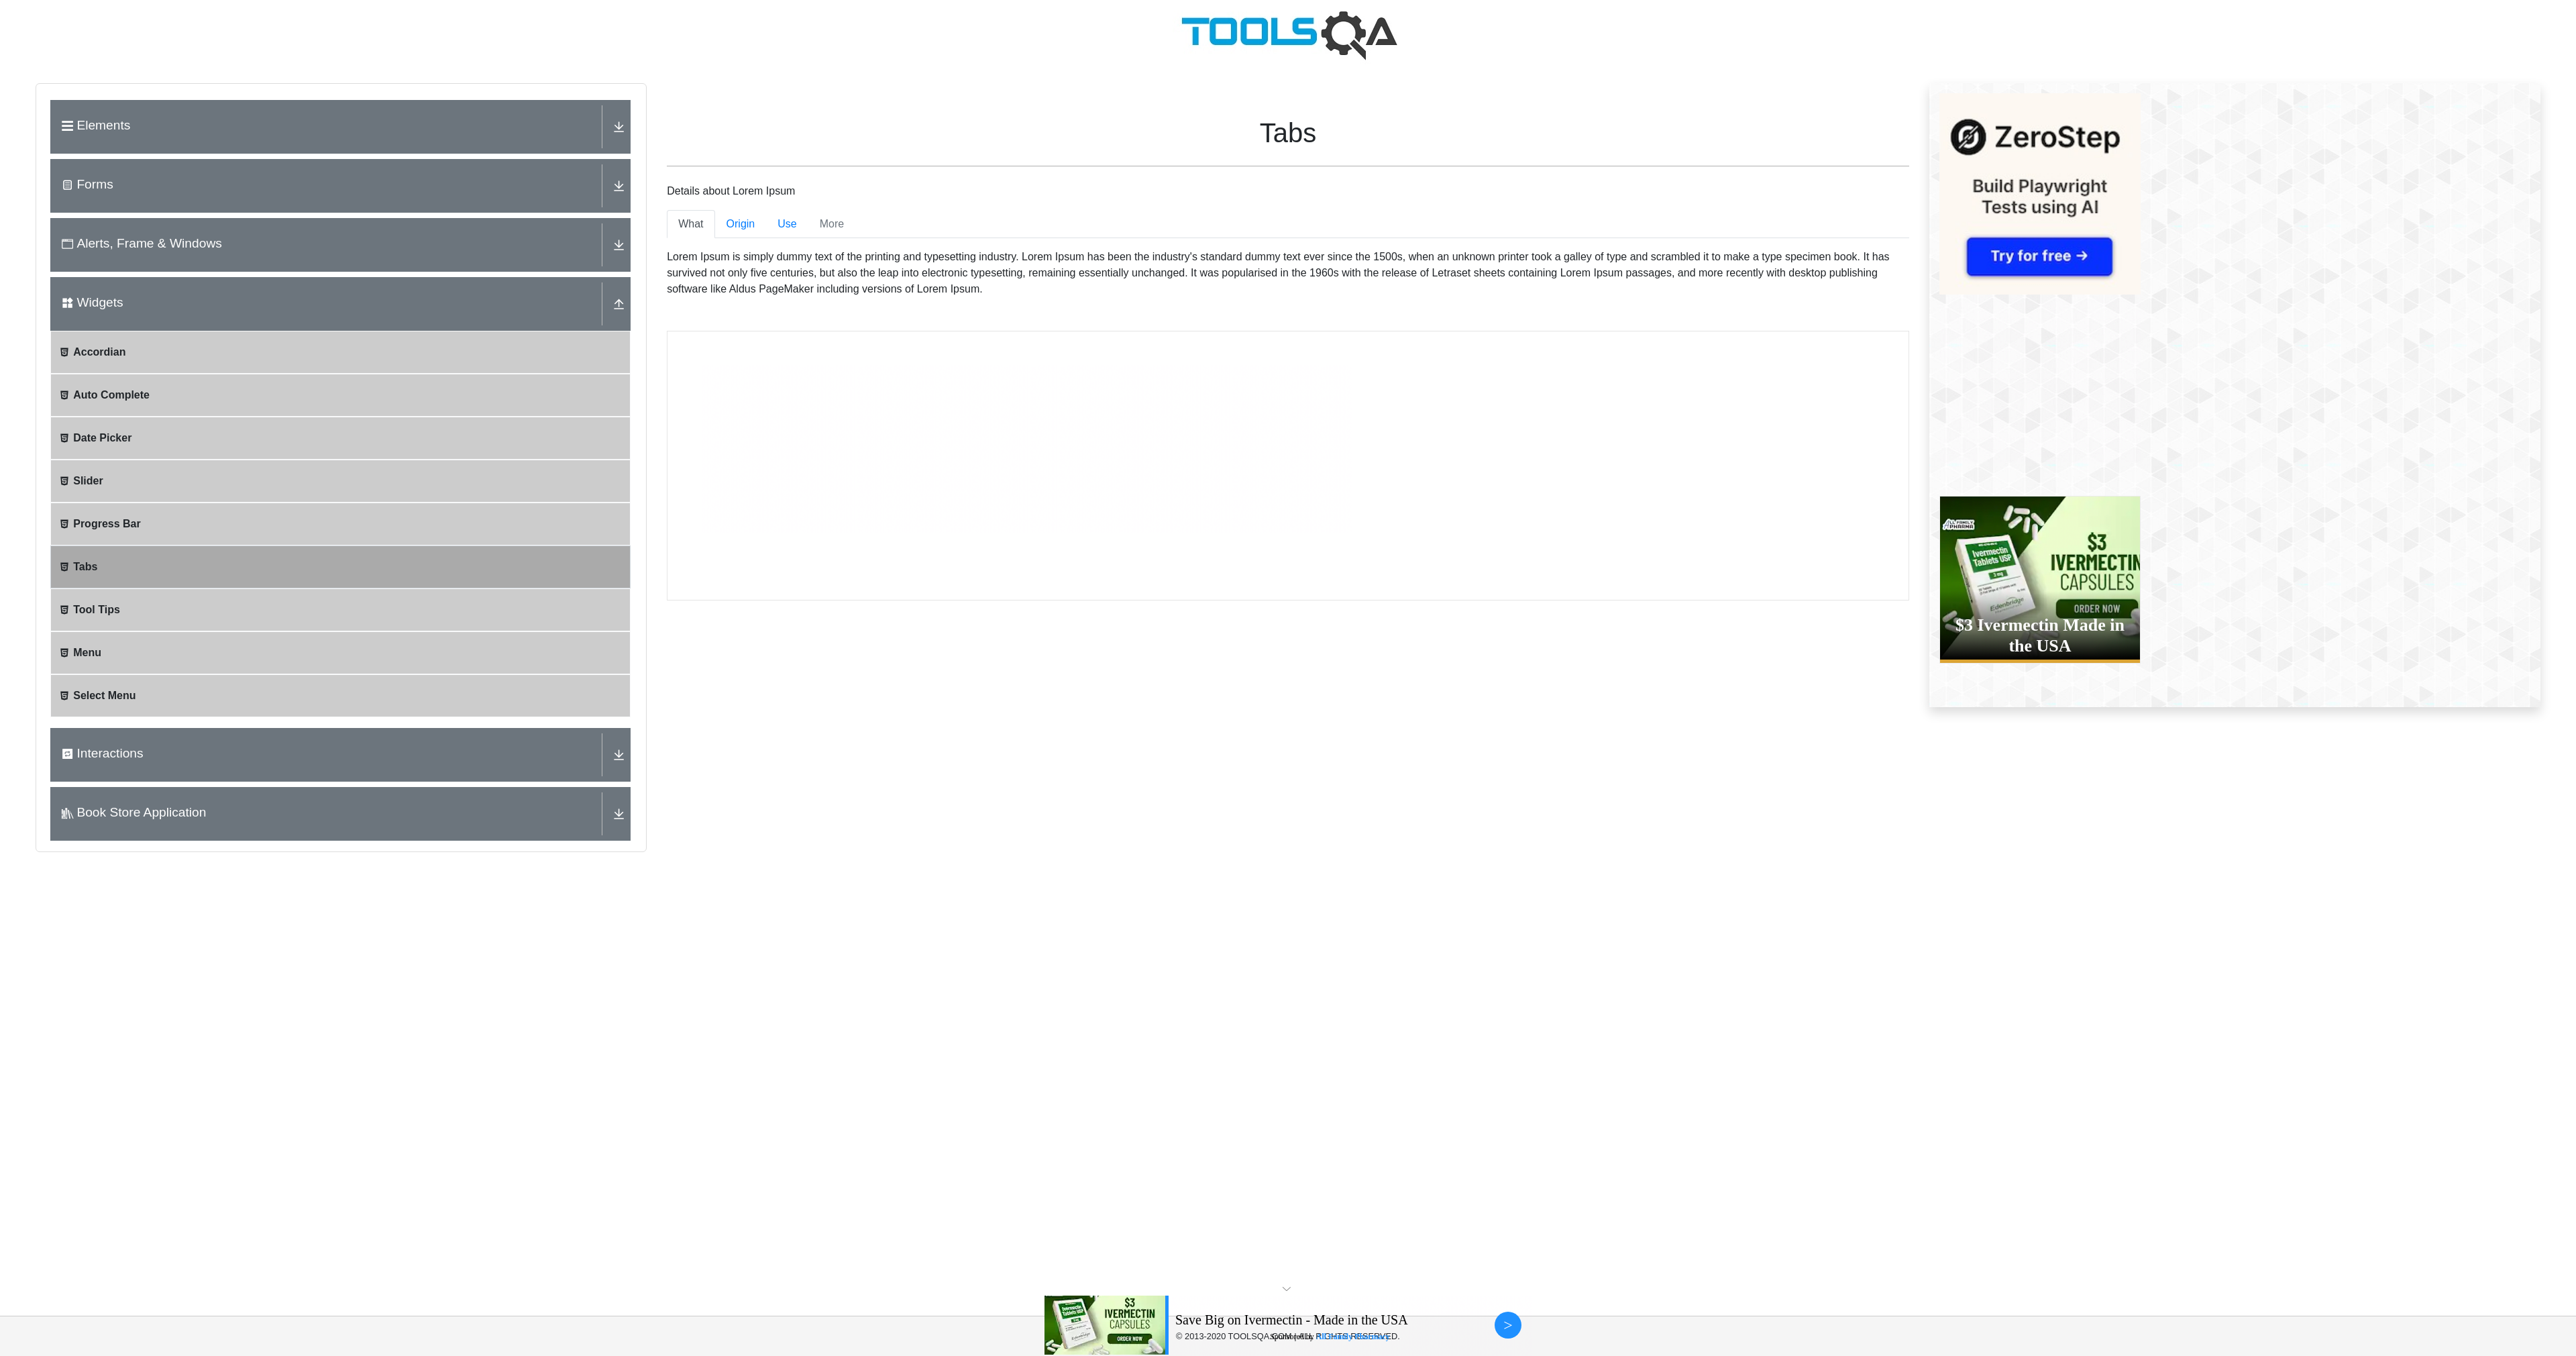 TOOLSQA
Elements
Forms
Alerts, Frame & Windows
Widgets
Accordian
Auto Complete
Date Picker
Slider
Progress Bar
Tabs
Tool Tips
Menu
Select Menu
Interactions
Book Store Application
Tabs
Details about Lorem Ipsum
What Origin Use More
Lorem Ipsum is simply dummy text of the printing and typesetting industry. Lorem Ipsum has been the industry's standard dummy text ever since the 1500s, when an unknown printer took a galley of type and scrambled it to make a type specimen book. It has
survived not only five centuries, but also the leap into electronic typesetting, remaining essentially unchanged. It was popularised in the 1960s with the release of Letraset sheets containing Lorem Ipsum passages, and more recently with desktop publishing
software like Aldus PageMaker including versions of Lorem Ipsum.
ZeroStep
Build Playwright
Tests using AI
Try for free →
Ivermectin
Tablets USP
3 mg
Edenbridge
$3
IVERMECTIN
CAPSULES
ORDER NOW
$3 Ivermectin Made in
the USA
Ivermectin
Tablets USP
$3
IVERMECTIN
CAPSULES
ORDER NOW
Save Big on Ivermectin - Made in the USA
© 2013-2020 TOOLSQA.COM | ALL RIGHTS RESERVED.
>